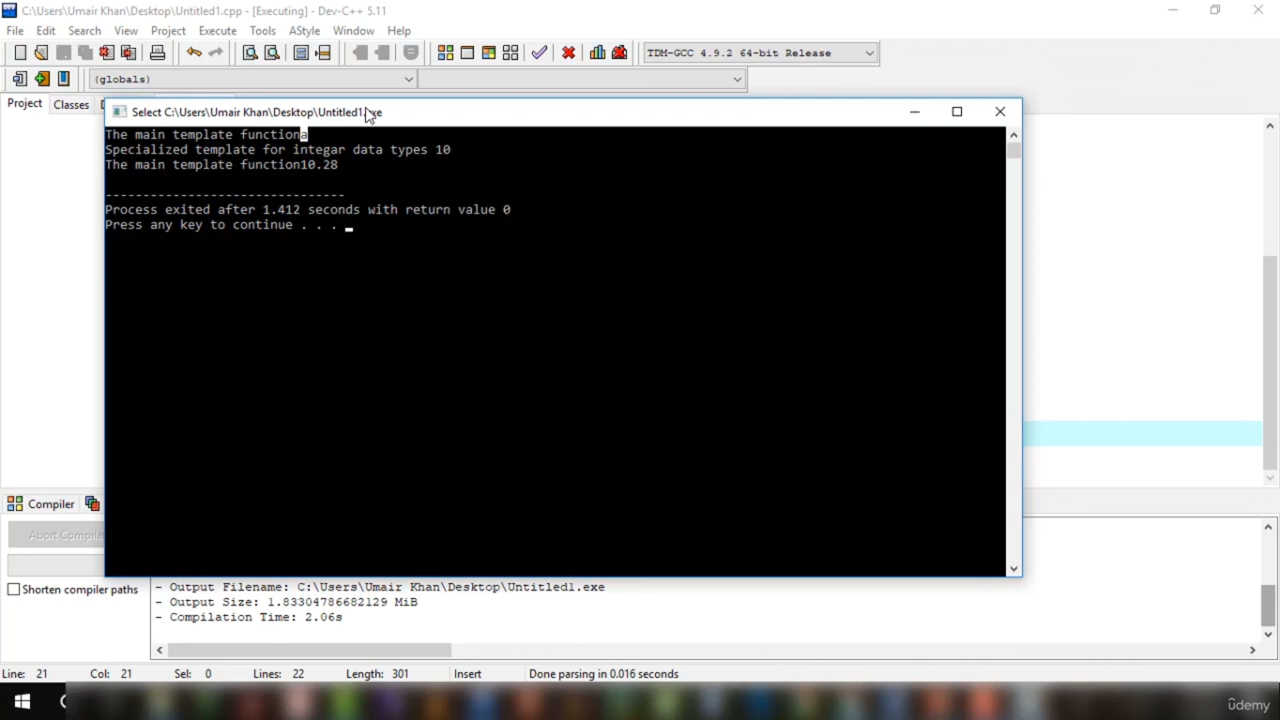 C:\Users\Umair Khan\Desktop\Untitled1.cpp - [Executing] - Dev-C++ 5.11
File Edit Search View Project Execute Tools AStyle Window Help
TDM-GCC 4.9.2 64-bit Release
(globals)
Project Classes D
Select C:\Users\Umair Khan\Desktop\Untitled1.exe
The main template functiona
Specialized template for integar data types 10
The main template function10.28
--------------------------------
Process exited after 1.412 seconds with return value 0
Press any key to continue . . .
Compiler
Abort Compila
Shorten compiler paths
- Output Filename: C:\Users\Umair Khan\Desktop\Untitled1.exe
- Output Size: 1.83304786682129 MiB
- Compilation Time: 2.06s
Line: 21 Col: 21 Sel: 0 Lines: 22 Length: 301 Insert Done parsing in 0.016 seconds
ûdemy